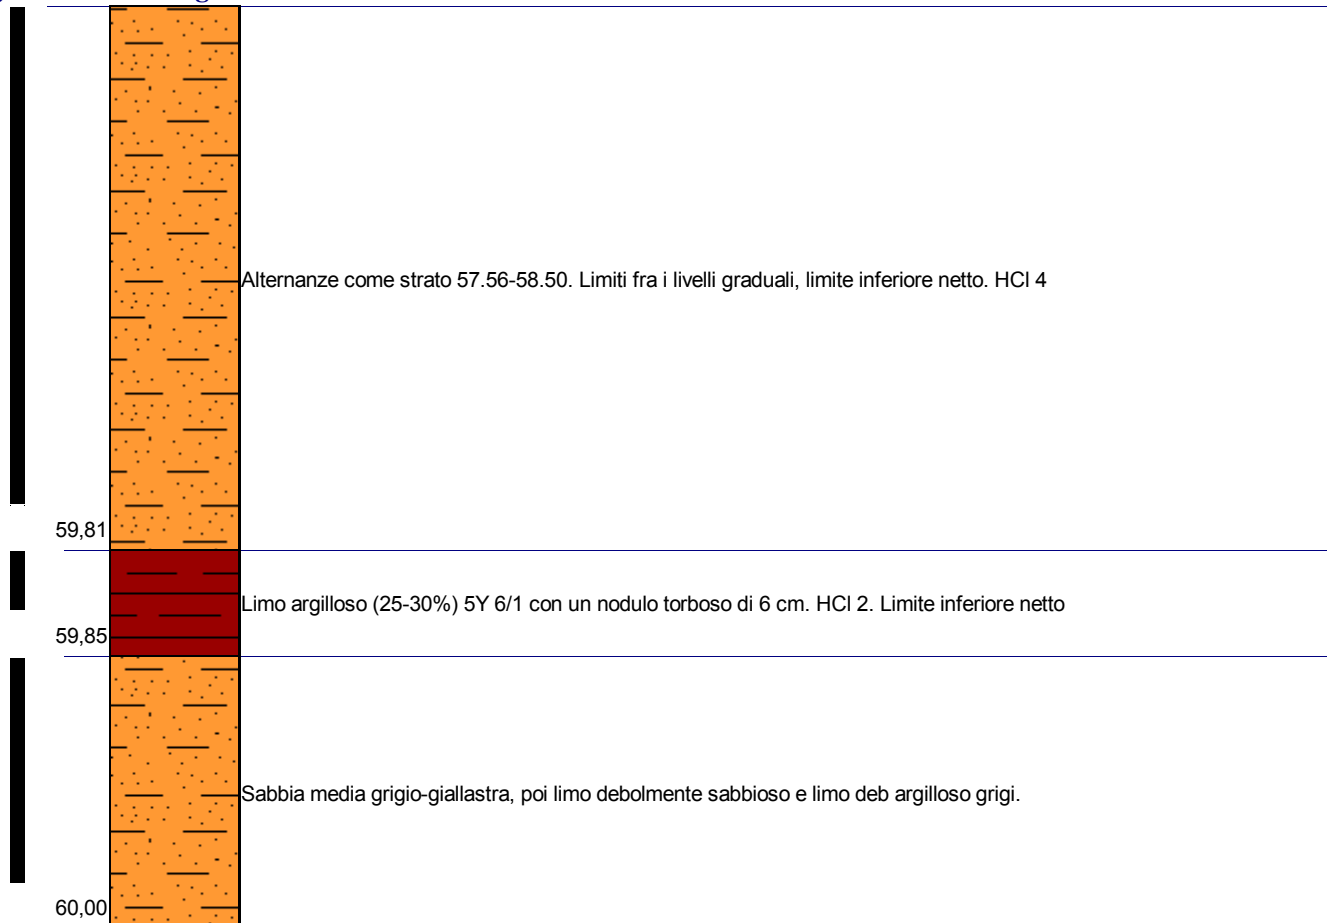 Alternanze come strato 57.56-58.50. Limiti fra i livelli graduali, limite inferiore netto. HCl 4
59,81
Limo argilloso (25-30%) 5Y 6/1 con un nodulo torboso di 6 cm. HCl 2. Limite inferiore netto
59,85
Sabbia media grigio-giallastra, poi limo debolmente sabbioso e limo deb argilloso grigi.
60,00